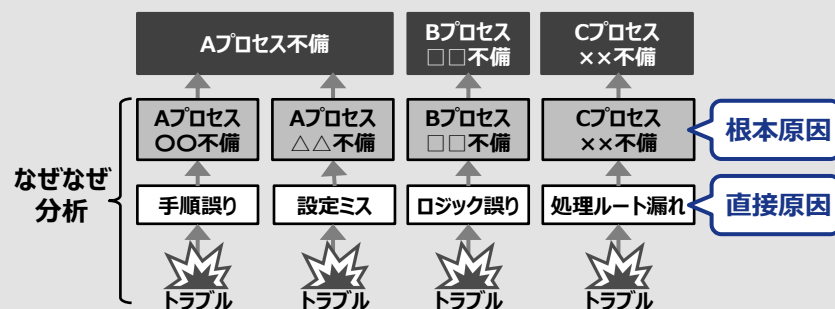 Aプロセス不備
Bプロセス
□□不備
Cプロセス
××不備
Aプロセス
〇〇不備
Aプロセス
△△不備
Bプロセス
□□不備
Cプロセス
××不備
根本原因
なぜなぜ
分析
手順誤り
設定ミス
ロジック誤り
処理ルート漏れ
直接原因
トラブル
トラブル
トラブル
トラブル